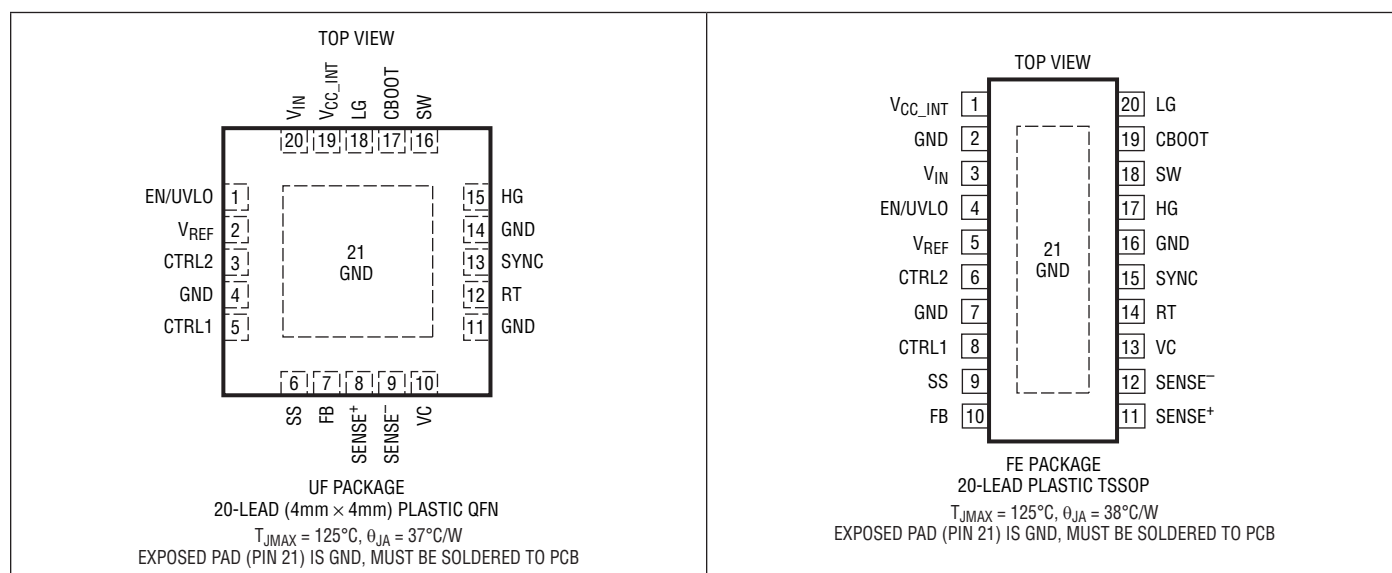 TOP VIEW
VIN
VCC_INT
LG
CBOOT
SW
20 19 18 17 16
EN/UVLO 1
VREF 2
CTRL2 3
GND 4
CTRL1 5
21
GND
15 HG
14 GND
13 SYNC
12 RT
11 GND
6 7 8 9 10
SS
FB
SENSE+
SENSE–
VC
UF PACKAGE
20-LEAD (4mm × 4mm) PLASTIC QFN
TJMAX = 125°C, θJA = 37°C/W
EXPOSED PAD (PIN 21) IS GND, MUST BE SOLDERED TO PCB
TOP VIEW
VCC_INT 1
GND 2
VIN 3
EN/UVLO 4
VREF 5
CTRL2 6
GND 7
CTRL1 8
SS 9
FB 10
21
GND
20 LG
19 CBOOT
18 SW
17 HG
16 GND
15 SYNC
14 RT
13 VC
12 SENSE–
11 SENSE+
FE PACKAGE
20-LEAD PLASTIC TSSOP
TJMAX = 125°C, θJA = 38°C/W
EXPOSED PAD (PIN 21) IS GND, MUST BE SOLDERED TO PCB